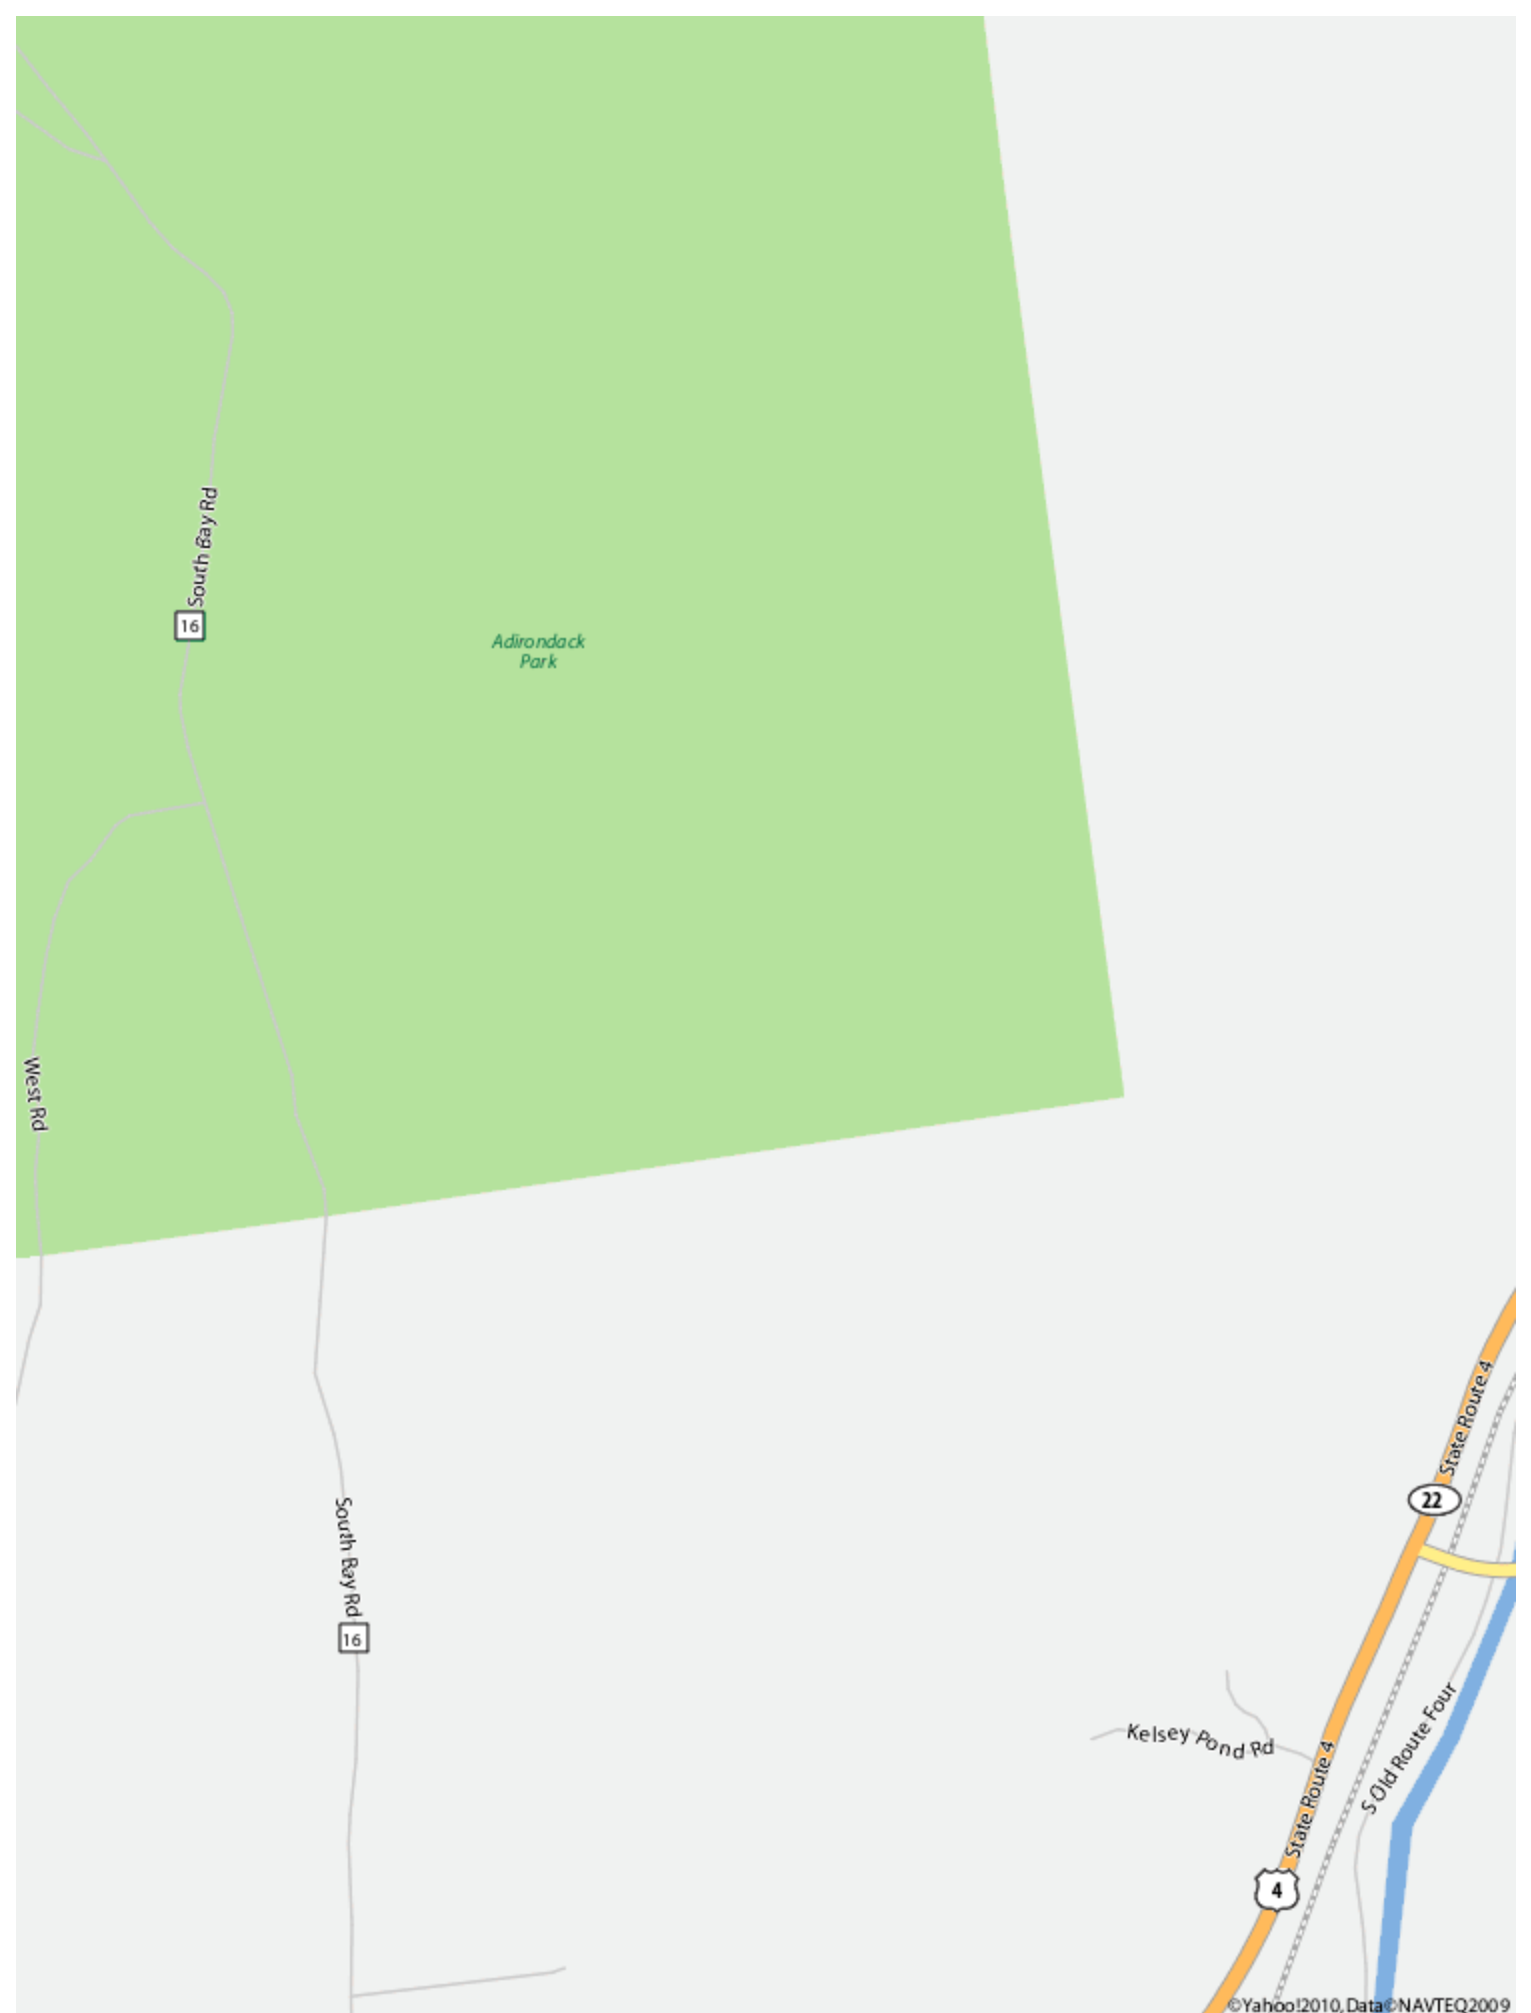 South Bay Rd
16
Adirondack
Park
West Rd
State Route 4
22
South Bay Rd
16
S Old Route Four
Kelsey Pond Rd
State Route 4
4
©Yahoo!2010, Data©NAVTEQ2009